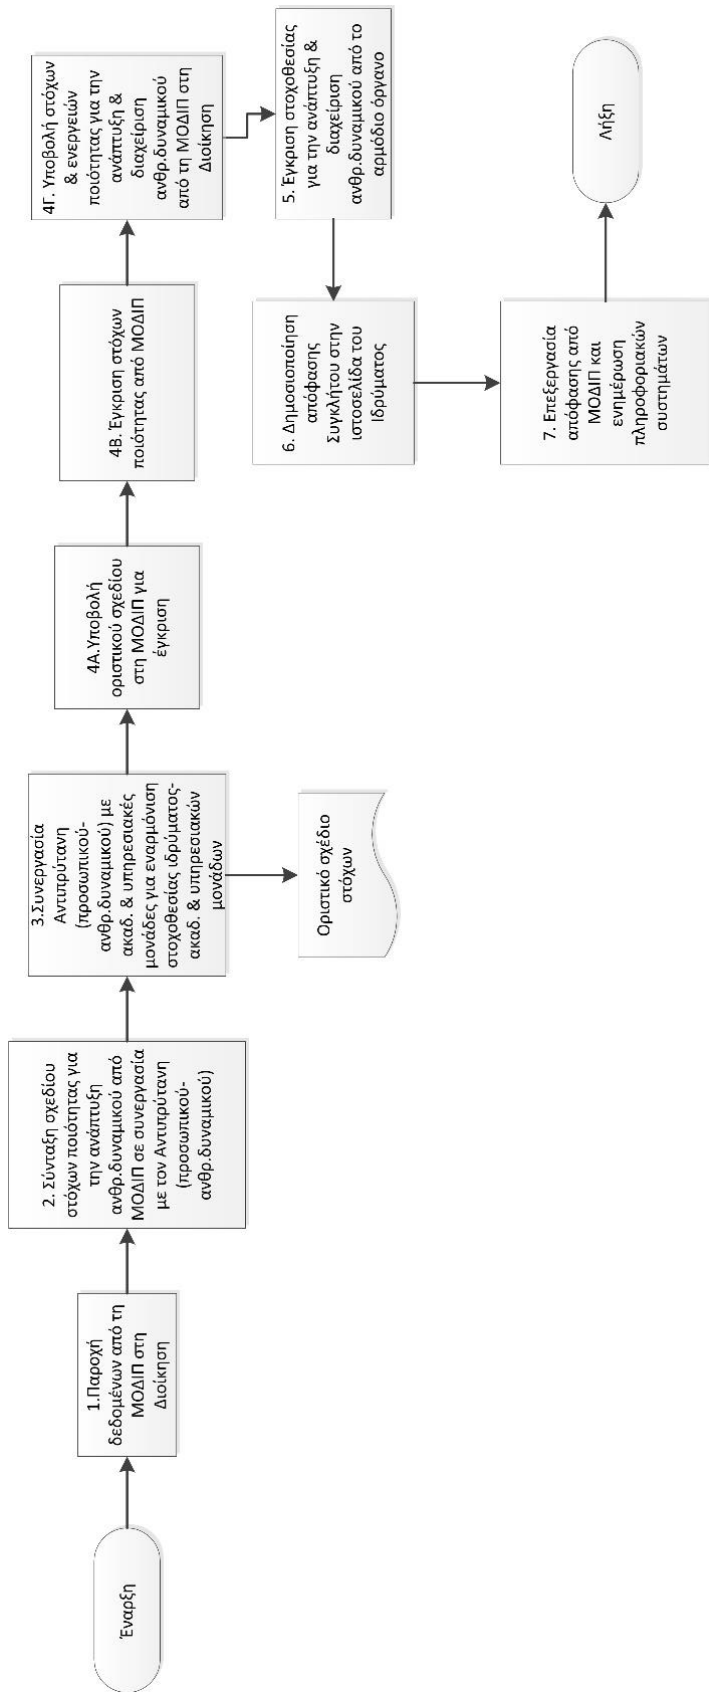 Έναρξη
1.Παροχή
δεδομένων από τη
ΜΟΔΙΠ στη
Διοίκηση
2. Σύνταξη σχεδίου
στόχων ποιότητας για
την ανάπτυξη
ανθρ.δυναμικού από
ΜΟΔΙΠ σε συνεργασία
με τον Αντιπρύτανη
(προσωπικού-
ανθρ.δυναμικού)
3.Συνεργασία
Αντιπρύτανη
(προσωπικού-
ανθρ.δυναμικού) με
ακαδ. & υπηρεσιακές
μονάδες για εναρμόνιση
στοχοθεσίας ιδρύματος-
ακαδ. & υπηρεσιακών
μονάδων
Οριστικό σχέδιο
στόχων
4Α.Υποβολή
οριστικού σχεδίου
στη ΜΟΔΙΠ για
έγκριση
4Β. Έγκριση στόχων
ποιότητας από ΜΟΔΙΠ
4Γ. Υποβολή στόχων
& ενεργειών
ποιότητας για την
ανάπτυξη &
διαχείριση
ανθρ.δυναμικού
από τη ΜΟΔΙΠ στη
Διοίκηση
5. Έγκριση στοχοθεσίας
για την ανάπτυξη &
διαχείριση
ανθρ.δυναμικού από το
αρμόδιο όργανο
6. Δημοσιοποίηση
απόφασης
Συγκλήτου στην
ιστοσελίδα του
Ιδρύματος
7. Επεξεργασία
απόφασης από
ΜΟΔΙΠ και
ενημέρωση
πληροφοριακών
συστημάτων
Λήξη